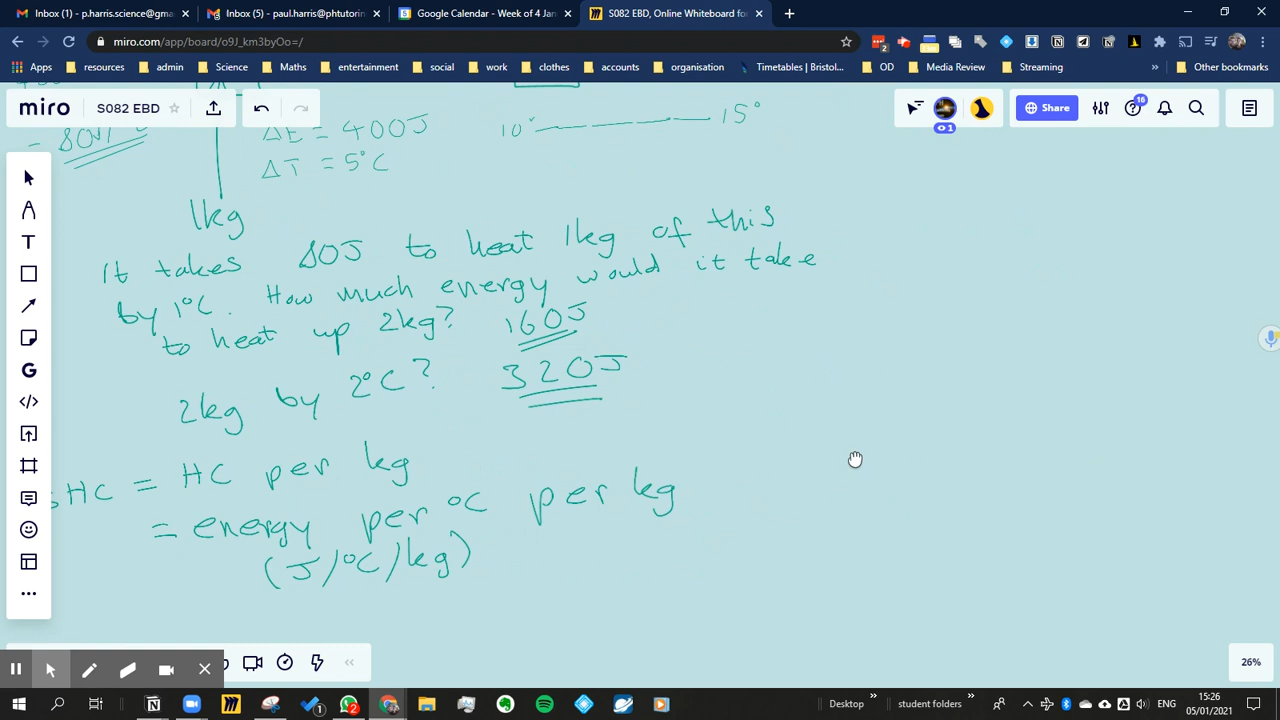 Inbox (1) - p.harris.science@gm
Inbox (5) - paul.harris@phtutorin
Google Calendar - Week of 4 Jan
S082 EBD, Online Whiteboard for
miro.com/app/board/o9J_km3byOo=/
Apps
resources
admin
Science
Maths
entertainment
social
work
clothes
accounts
organisation
Timetables | Bristol...
OD
Media Review
Streaming
»
Other bookmarks
miro
S082 EBD
Share
16
1
ΔE = 400J
10° 15°
ΔT = 5°C
1kg
It takes 80J to heat 1kg of this
by 1°C. How much energy would it take
to heat up 2kg? 160J
2kg by 2°C? 320J
SHC = HC per kg
= energy per °C per kg
(J/°C/kg)
26%
Desktop
student folders
ENG
15:26
05/01/2021